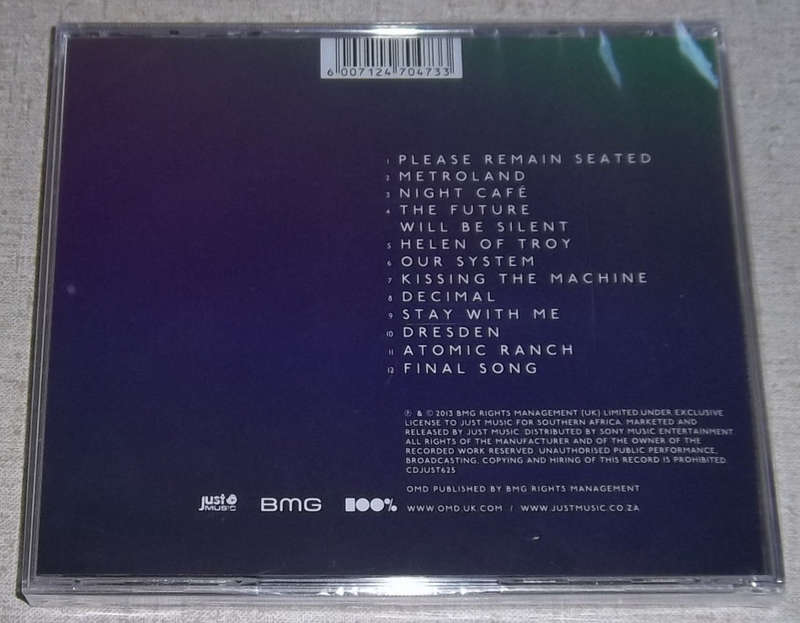 6 007124 704733
1 PLEASE REMAIN SEATED
2 METROLAND
3 NIGHT CAFÉ
4 THE FUTURE
WILL BE SILENT
5 HELEN OF TROY
6 OUR SYSTEM
7 KISSING THE MACHINE
8 DECIMAL
9 STAY WITH ME
10 DRESDEN
11 ATOMIC RANCH
12 FINAL SONG
℗ & © 2013 BMG RIGHTS MANAGEMENT (UK) LIMITED.UNDER EXCLUSIVE
LICENSE TO JUST MUSIC FOR SOUTHERN AFRICA. MARKETED AND
RELEASED BY JUST MUSIC. DISTRIBUTED BY SONY MUSIC ENTERTAINMENT.
ALL RIGHTS OF THE MANUFACTURER AND OF THE OWNER OF THE
RECORDED WORK RESERVED. UNAUTHORISED PUBLIC PERFORMANCE,
BROADCASTING, COPYING AND HIRING OF THIS RECORD IS PROHIBITED.
CDJUST625
OMD PUBLISHED BY BMG RIGHTS MANAGEMENT
just MUSIC BMG 100% WWW.OMD.UK.COM / WWW.JUSTMUSIC.CO.ZA